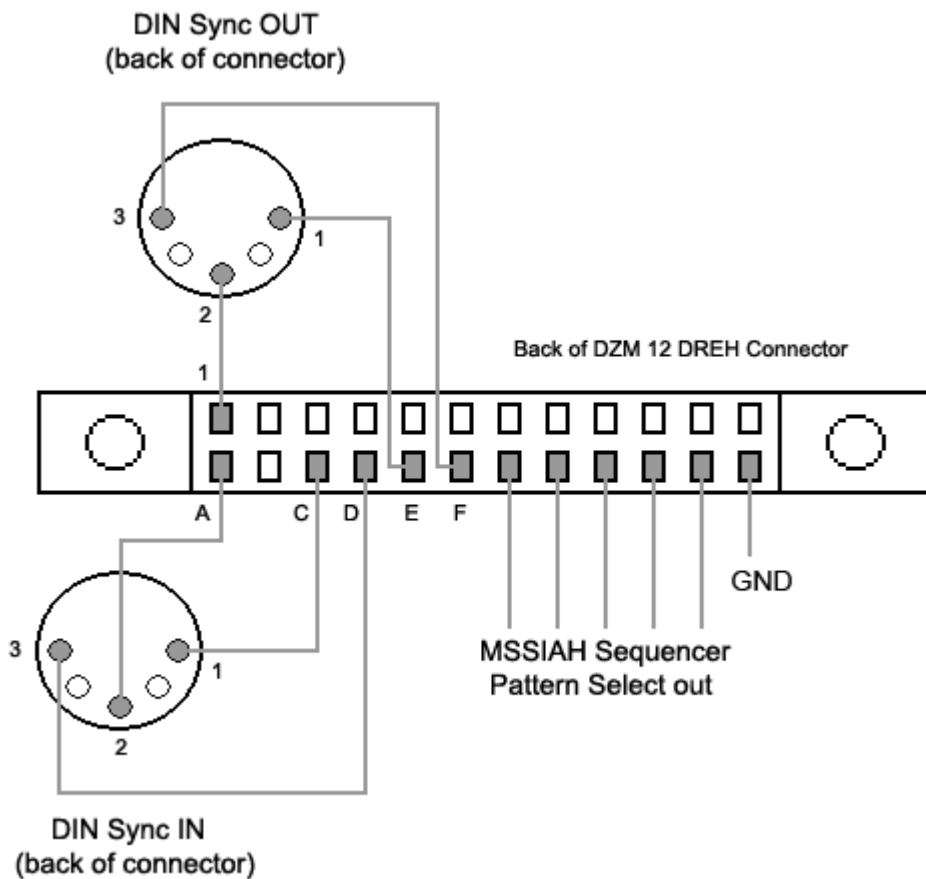 DIN Sync OUT
(back of connector)
3
1
2
1
Back of DZM 12 DREH Connector
A
C
D
E
F
GND
3
1
2
MSSIAH Sequencer
Pattern Select out
DIN Sync IN
(back of connector)